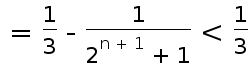 = 1/3 - 1/(2^(n + 1) + 1) < 1/3